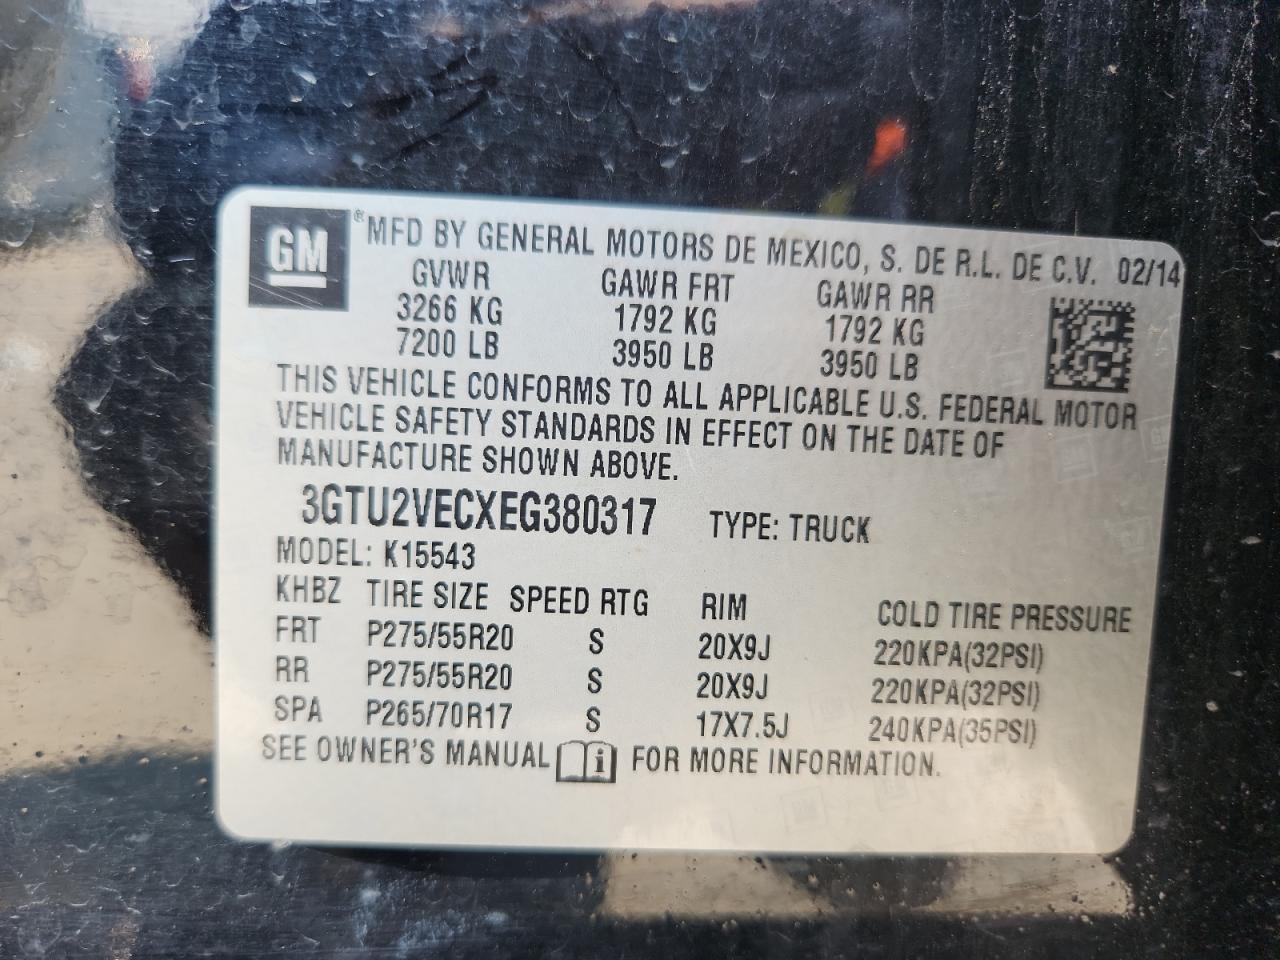 GM ® MFD BY GENERAL MOTORS DE MEXICO, S. DE R.L. DE C.V. 02/14
GVWR GAWR FRT GAWR RR
3266 KG 1792 KG 1792 KG
7200 LB 3950 LB 3950 LB
THIS VEHICLE CONFORMS TO ALL APPLICABLE U.S. FEDERAL MOTOR
VEHICLE SAFETY STANDARDS IN EFFECT ON THE DATE OF
MANUFACTURE SHOWN ABOVE.
3GTU2VECXEG380317 TYPE: TRUCK
MODEL: K15543
KHBZ TIRE SIZE SPEED RTG RIM COLD TIRE PRESSURE
FRT P275/55R20 S 20X9J 220KPA(32PSI)
RR P275/55R20 S 20X9J 220KPA(32PSI)
SPA P265/70R17 S 17X7.5J 240KPA(35PSI)
SEE OWNER'S MANUAL i FOR MORE INFORMATION.